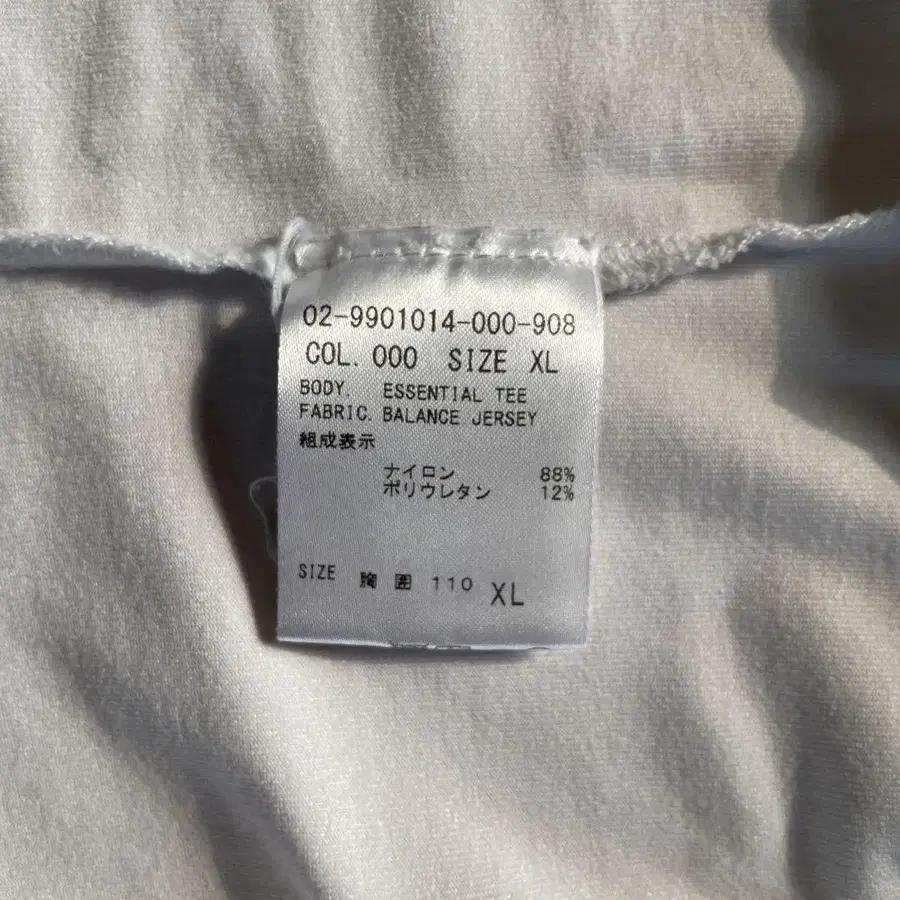 02-9901014-000-908
COL. 000 SIZE XL
BODY. ESSENTIAL TEE
FABRIC. BALANCE JERSEY
組成表示
ナイロン 88%
ポリウレタン 12%
SIZE 胸囲 110 XL